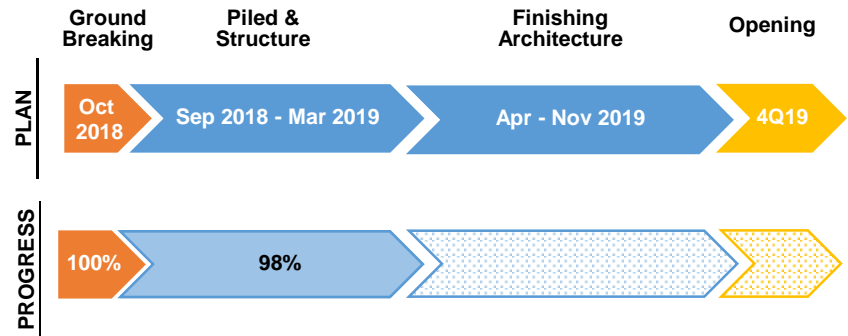 Ground
Breaking
Piled &
Structure
Finishing
Architecture
Opening
PLAN
Oct
2018
Sep 2018 - Mar 2019
Apr - Nov 2019
4Q19
PROGRESS
100%
98%